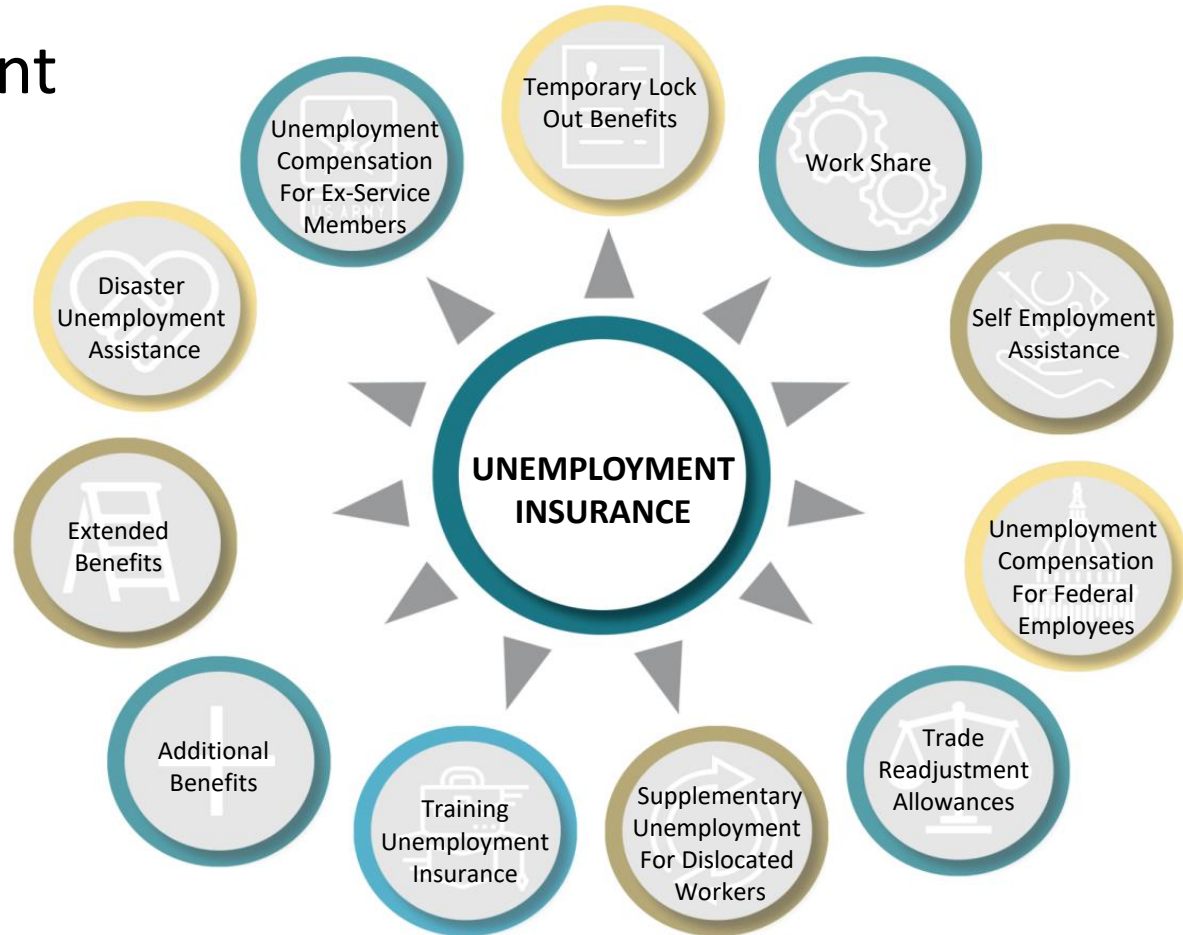 nt
Temporary Lock
Out Benefits
Unemployment
Compensation
For Ex-Service
Members
US ARMY
Work Share
Disaster
Unemployment
Assistance
Self Employment
Assistance
UNEMPLOYMENT
INSURANCE
Extended
Benefits
Unemployment
Compensation
For Federal
Employees
Additional
Benefits
Trade
Readjustment
Allowances
Training
Unemployment
Insurance
Supplementary
Unemployment
For Dislocated
Workers